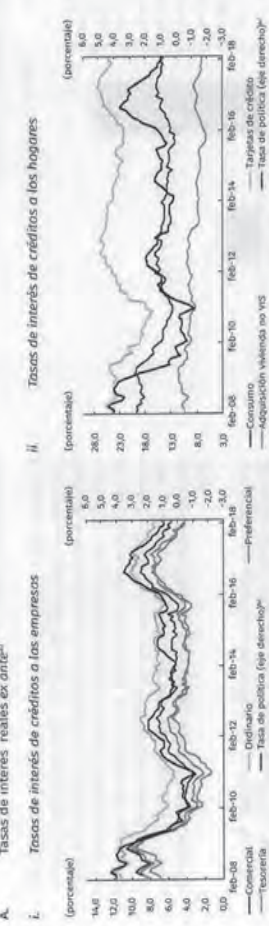 A. Tasas de interés reales ex ante
i. Tasas de interés de créditos a las empresas
(porcentaje) (porcentaje)
14,0 6,0
12,0 5,0
10,0 4,0
8,0 3,0
6,0 2,0
4,0 1,0
2,0 0,0
0,0 -1,0
-2,0
-3,0
feb-08 feb-10 feb-12 feb-14 feb-16 feb-18
Comercial Ordinario Preferencial
Tesorería Tasa de política (eje derecho)
ii. Tasas de interés de créditos a los hogares
(porcentaje) (porcentaje)
28,0 6,0
23,0 5,0
18,0 4,0
13,0 3,0
8,0 2,0
3,0 1,0
0,0
-1,0
-2,0
-3,0
feb-08 feb-10 feb-12 feb-14 feb-16 feb-18
Consumo Tarjetas de crédito
Adquisición vivienda no VIS Tasa de política (eje derecho)